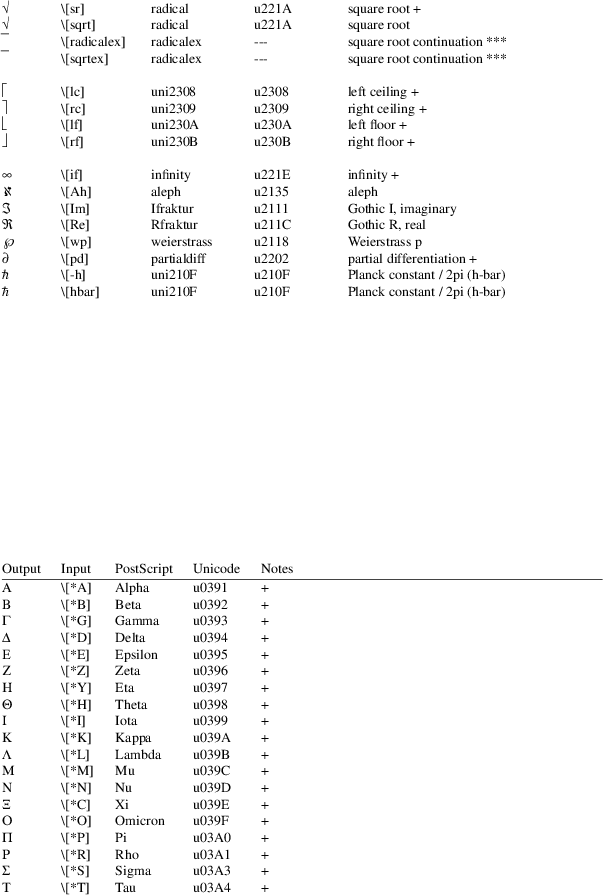 √ \[sr] radical u221A square root +
√ \[sqrt] radical u221A square root
‾ \[radicalex] radicalex --- square root continuation ***
‾ \[sqrtex] radicalex --- square root continuation ***
⌈ \[lc] uni2308 u2308 left ceiling +
⌉ \[rc] uni2309 u2309 right ceiling +
⌊ \[lf] uni230A u230A left floor +
⌋ \[rf] uni230B u230B right floor +
∞ \[if] infinity u221E infinity +
ℵ \[Ah] aleph u2135 aleph
ℑ \[Im] Ifraktur u2111 Gothic I, imaginary
ℜ \[Re] Rfraktur u211C Gothic R, real
℘ \[wp] weierstrass u2118 Weierstrass p
∂ \[pd] partialdiff u2202 partial differentiation +
ℏ \[-h] uni210F u210F Planck constant / 2pi (h-bar)
ℏ \[hbar] uni210F u210F Planck constant / 2pi (h-bar)
Output Input PostScript Unicode Notes
Α \[*A] Alpha u0391 +
Β \[*B] Beta u0392 +
Γ \[*G] Gamma u0393 +
Δ \[*D] Delta u0394 +
Ε \[*E] Epsilon u0395 +
Ζ \[*Z] Zeta u0396 +
Η \[*Y] Eta u0397 +
Θ \[*H] Theta u0398 +
Ι \[*I] Iota u0399 +
Κ \[*K] Kappa u039A +
Λ \[*L] Lambda u039B +
Μ \[*M] Mu u039C +
Ν \[*N] Nu u039D +
Ξ \[*C] Xi u039E +
Ο \[*O] Omicron u039F +
Π \[*P] Pi u03A0 +
Ρ \[*R] Rho u03A1 +
Σ \[*S] Sigma u03A3 +
Τ \[*T] Tau u03A4 +